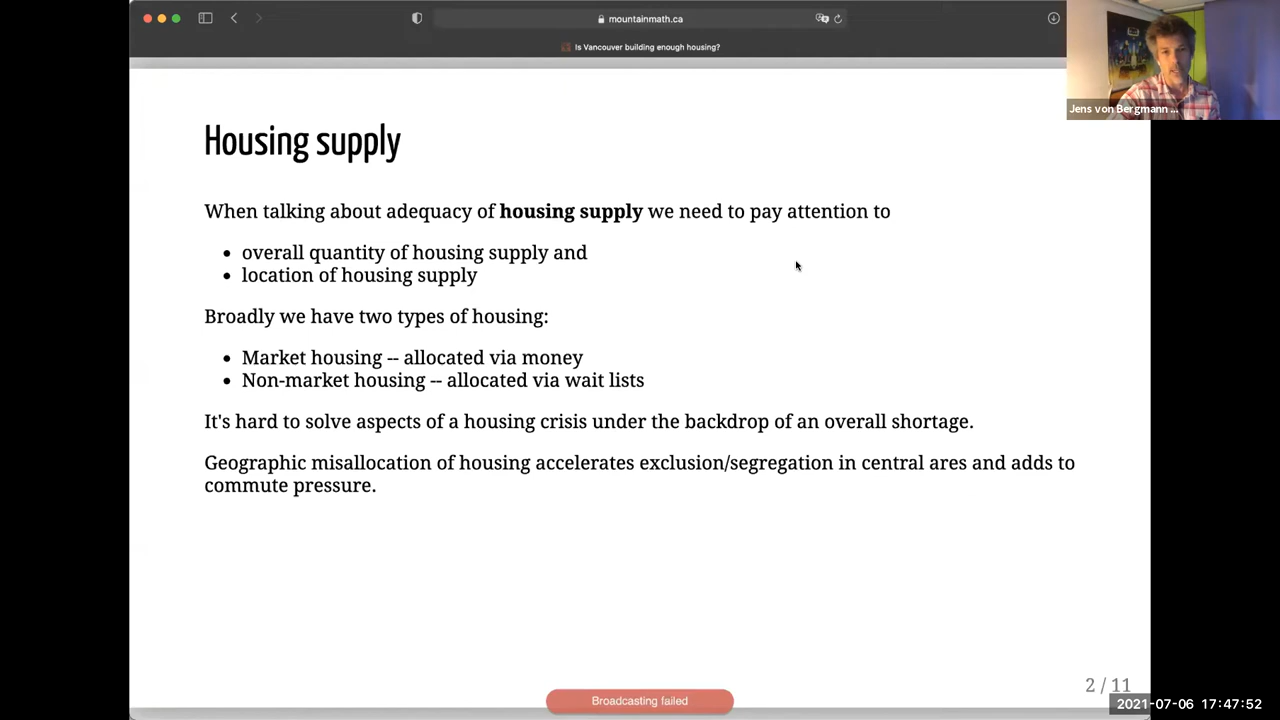 mountainmath.ca
Is Vancouver building enough housing?
Jens von Bergmann ...
Housing supply
When talking about adequacy of housing supply we need to pay attention to
• overall quantity of housing supply and
• location of housing supply
Broadly we have two types of housing:
• Market housing -- allocated via money
• Non-market housing -- allocated via wait lists
It's hard to solve aspects of a housing crisis under the backdrop of an overall shortage.
Geographic misallocation of housing accelerates exclusion/segregation in central ares and adds to
commute pressure.
2 / 11
Broadcasting failed
2021-07-06 17:47:52